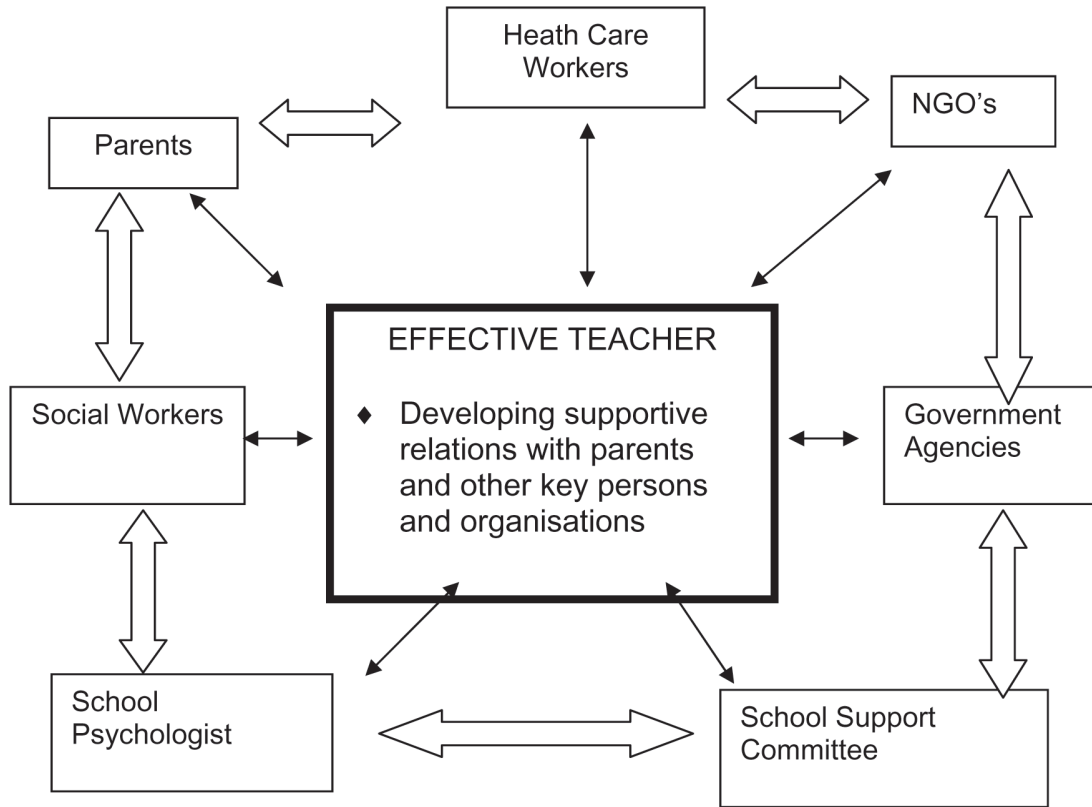 Heath Care
Workers
NGO's
Parents
EFFECTIVE TEACHER
♦ Developing supportive
relations with parents
and other key persons
and organisations
Social Workers
Government
Agencies
School
Psychologist
School Support
Committee